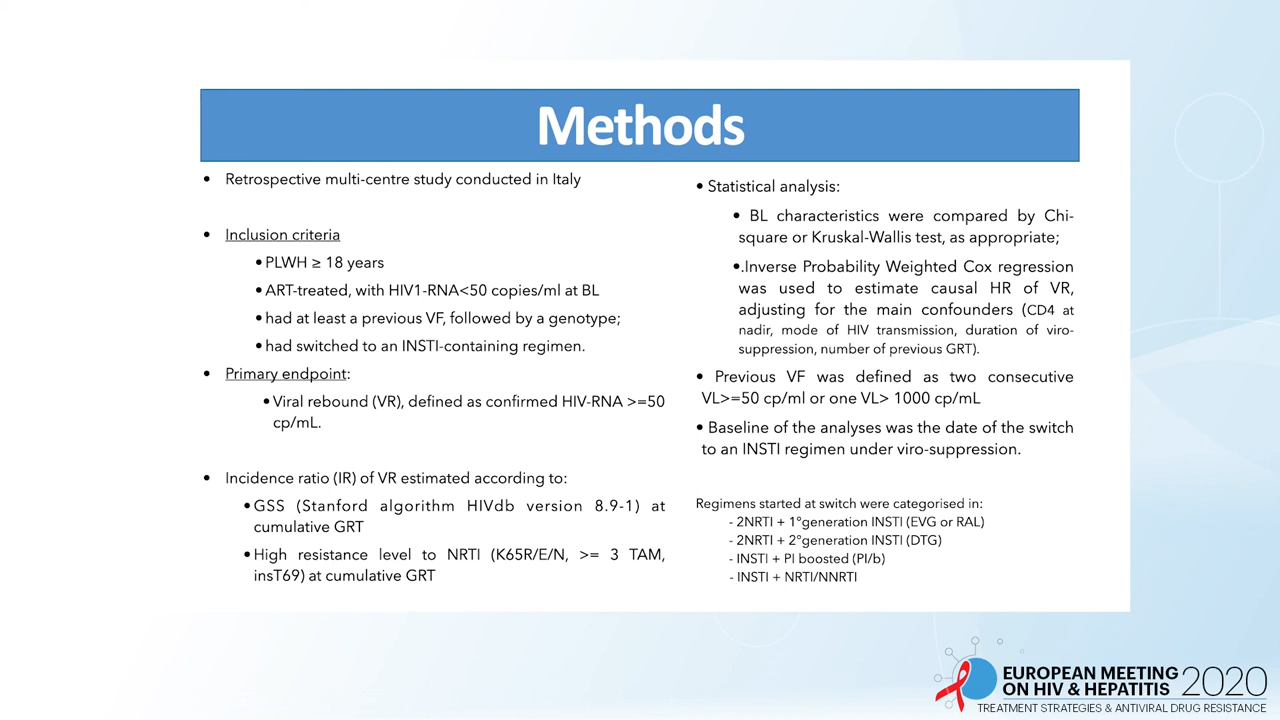 Methods
• Retrospective multi-centre study conducted in Italy
• Inclusion criteria
• PLWH ≥ 18 years
• ART-treated, with HIV1-RNA<50 copies/ml at BL
• had at least a previous VF, followed by a genotype;
• had switched to an INSTI-containing regimen.
• Primary endpoint:
• Viral rebound (VR), defined as confirmed HIV-RNA >=50
cp/mL.
• Incidence ratio (IR) of VR estimated according to:
• GSS (Stanford algorithm HIVdb version 8.9-1) at
cumulative GRT
• High resistance level to NRTI (K65R/E/N, >= 3 TAM,
insT69) at cumulative GRT
• Statistical analysis:
• BL characteristics were compared by Chi-
square or Kruskal-Wallis test, as appropriate;
•.Inverse Probability Weighted Cox regression
was used to estimate causal HR of VR,
adjusting for the main confounders (CD4 at
nadir, mode of HIV transmission, duration of viro-
suppression, number of previous GRT).
• Previous VF was defined as two consecutive
VL>=50 cp/ml or one VL> 1000 cp/mL
• Baseline of the analyses was the date of the switch
to an INSTI regimen under viro-suppression.
Regimens started at switch were categorised in:
- 2NRTI + 1°generation INSTI (EVG or RAL)
- 2NRTI + 2°generation INSTI (DTG)
- INSTI + PI boosted (PI/b)
- INSTI + NRTI/NNRTI
EUROPEAN MEETING
ON HIV & HEPATITIS 2020
TREATMENT STRATEGIES & ANTIVIRAL DRUG RESISTANCE